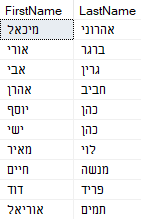 FirstName LastName
מיכאל אהרוני
אורי ברגר
אבי גרין
אהרן חביב
יוסף כהן
ישי כהן
מאיר לוי
חיים מנשה
דוד פריד
אוריאל תמים